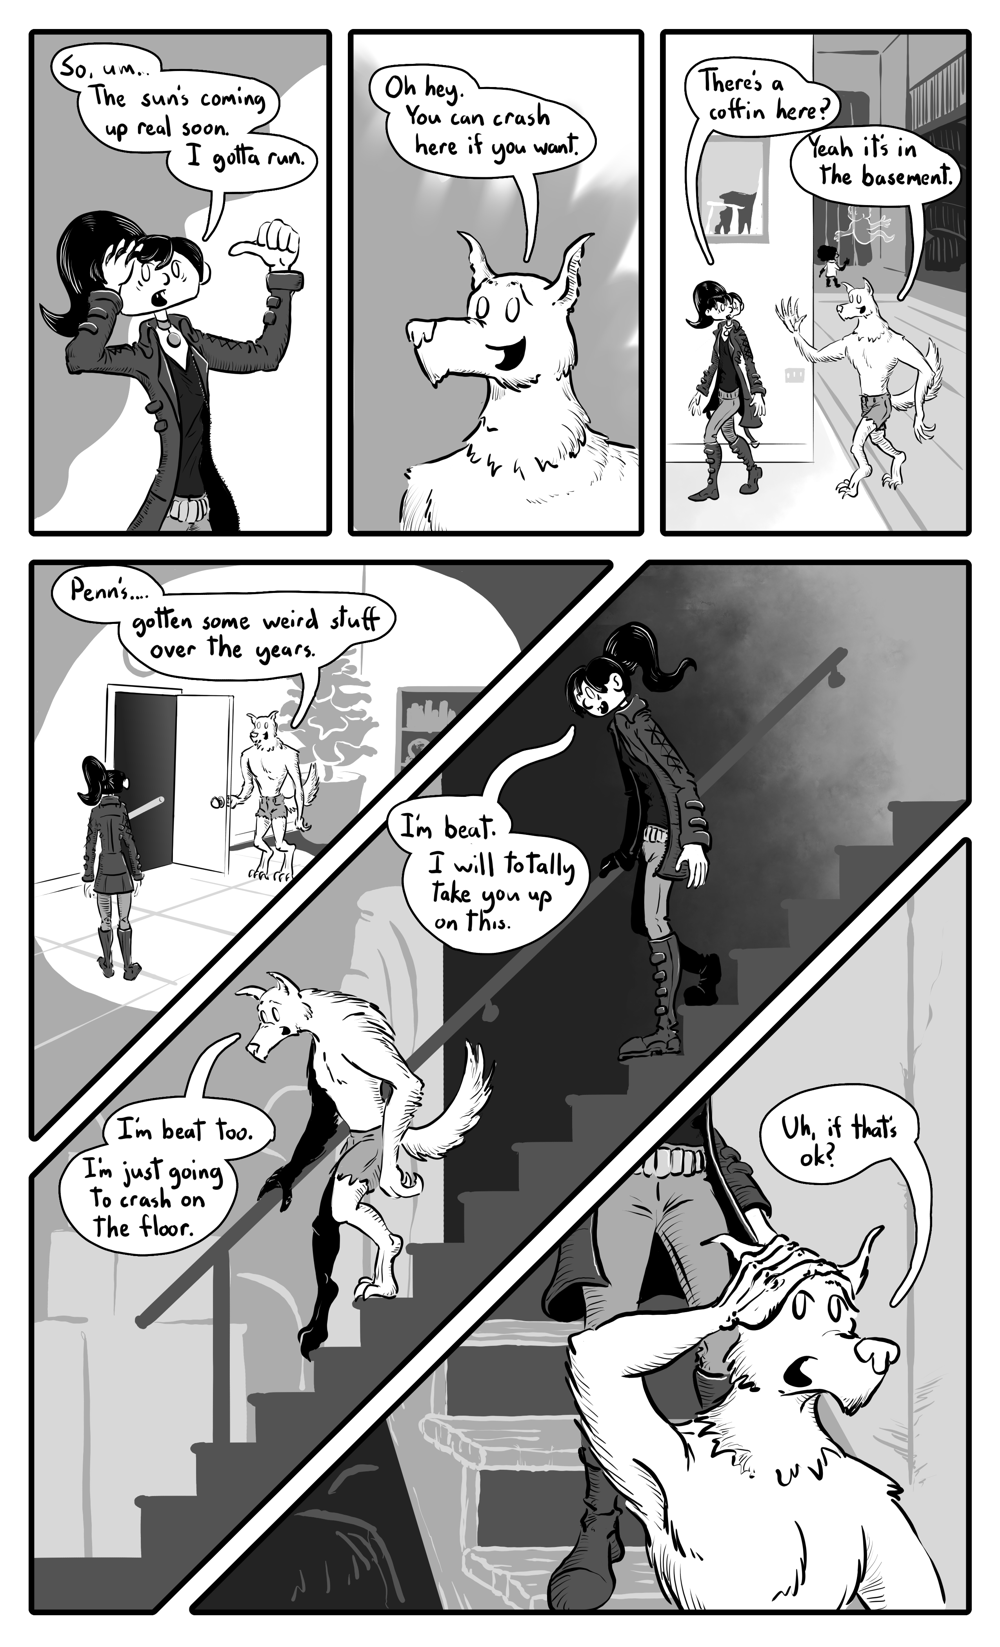 So, um...
The sun's coming
up real soon.
I gotta run.
Oh hey.
You can crash
here if you want.
There's a
coffin here?
Yeah it's in
the basement.
Penn's....
gotten some weird stuff
over the years.
I'm beat.
I will totally
take you up
on this.
I'm beat too.
I'm just going
to crash on
the floor.
Uh, if that's
ok?